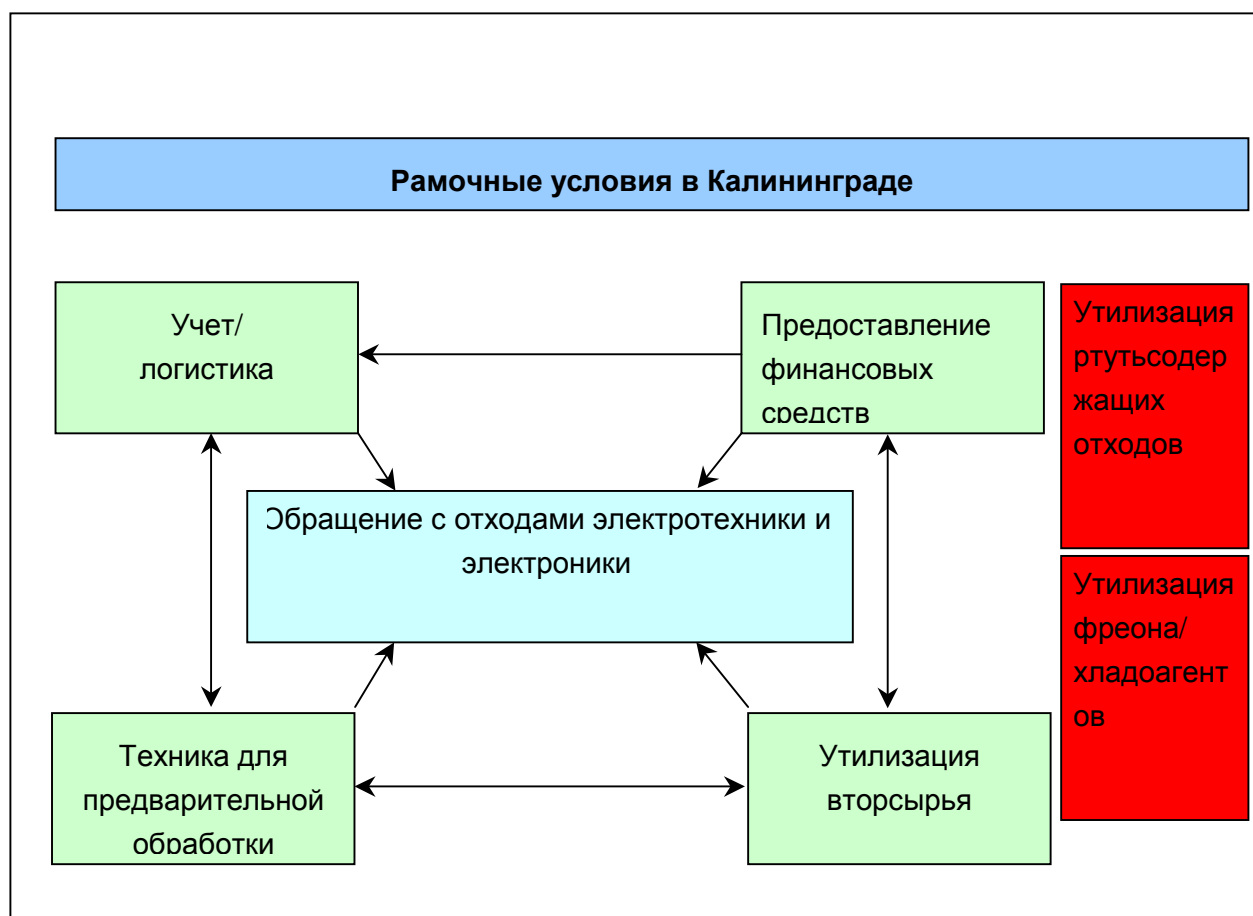 Рамочные условия в Калининграде
Учет/
логистика
Предоставление
финансовых
средств
Утилизация
ртутьсодер
жащих
отходов
Обращение с отходами электротехники и
электроники
Утилизация
фреона/
хладоагент
ов
Техника для
предварительной
обработки
Утилизация
вторсырья